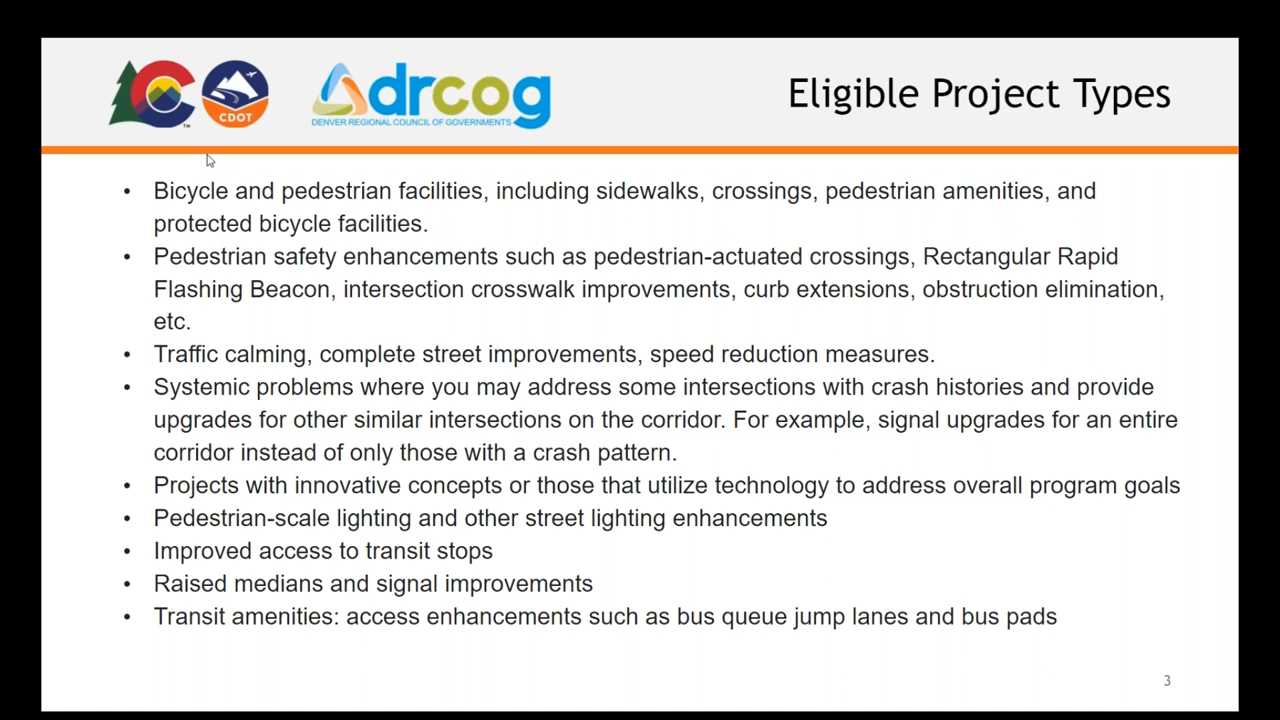 CDOT
TM
drcog
DENVER REGIONAL COUNCIL OF GOVERNMENTS
Eligible Project Types
• Bicycle and pedestrian facilities, including sidewalks, crossings, pedestrian amenities, and
protected bicycle facilities.
• Pedestrian safety enhancements such as pedestrian-actuated crossings, Rectangular Rapid
Flashing Beacon, intersection crosswalk improvements, curb extensions, obstruction elimination,
etc.
• Traffic calming, complete street improvements, speed reduction measures.
• Systemic problems where you may address some intersections with crash histories and provide
upgrades for other similar intersections on the corridor. For example, signal upgrades for an entire
corridor instead of only those with a crash pattern.
• Projects with innovative concepts or those that utilize technology to address overall program goals
• Pedestrian-scale lighting and other street lighting enhancements
• Improved access to transit stops
• Raised medians and signal improvements
• Transit amenities: access enhancements such as bus queue jump lanes and bus pads
3